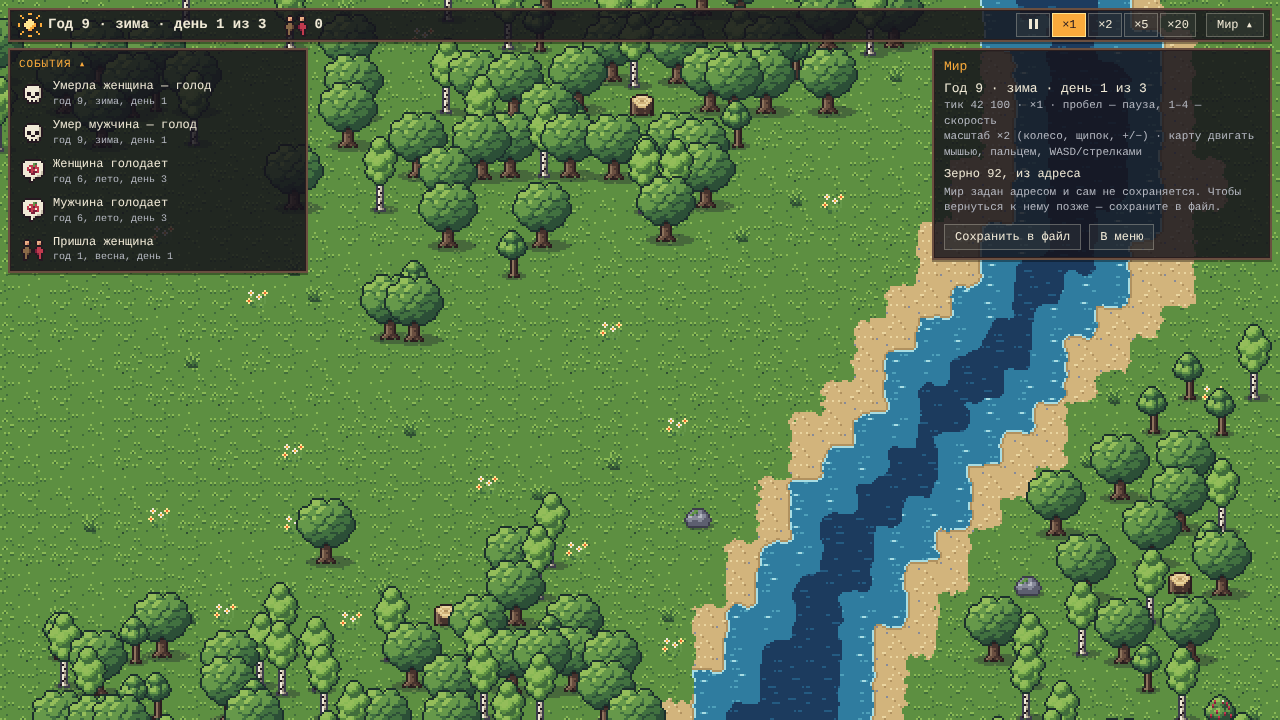 Год 9 · зима · день 1 из 3 0 ×1 ×2 ×5 ×20 Мир ▴
СОБЫТИЯ ▴
Умерла женщина — голод
год 9, зима, день 1
Умер мужчина — голод
год 9, зима, день 1
Женщина голодает
год 6, лето, день 3
Мужчина голодает
год 6, лето, день 3
Пришла женщина
год 1, весна, день 1
Мир
Год 9 · зима · день 1 из 3
тик 42 100 · ×1 · пробел — пауза, 1–4 —
скорость
масштаб ×2 (колесо, щипок, +/−) · карту двигать
мышью, пальцем, WASD/стрелками
Зерно 92, из адреса
Мир задан адресом и сам не сохраняется. Чтобы
вернуться к нему позже — сохраните в файл.
Сохранить в файл В меню